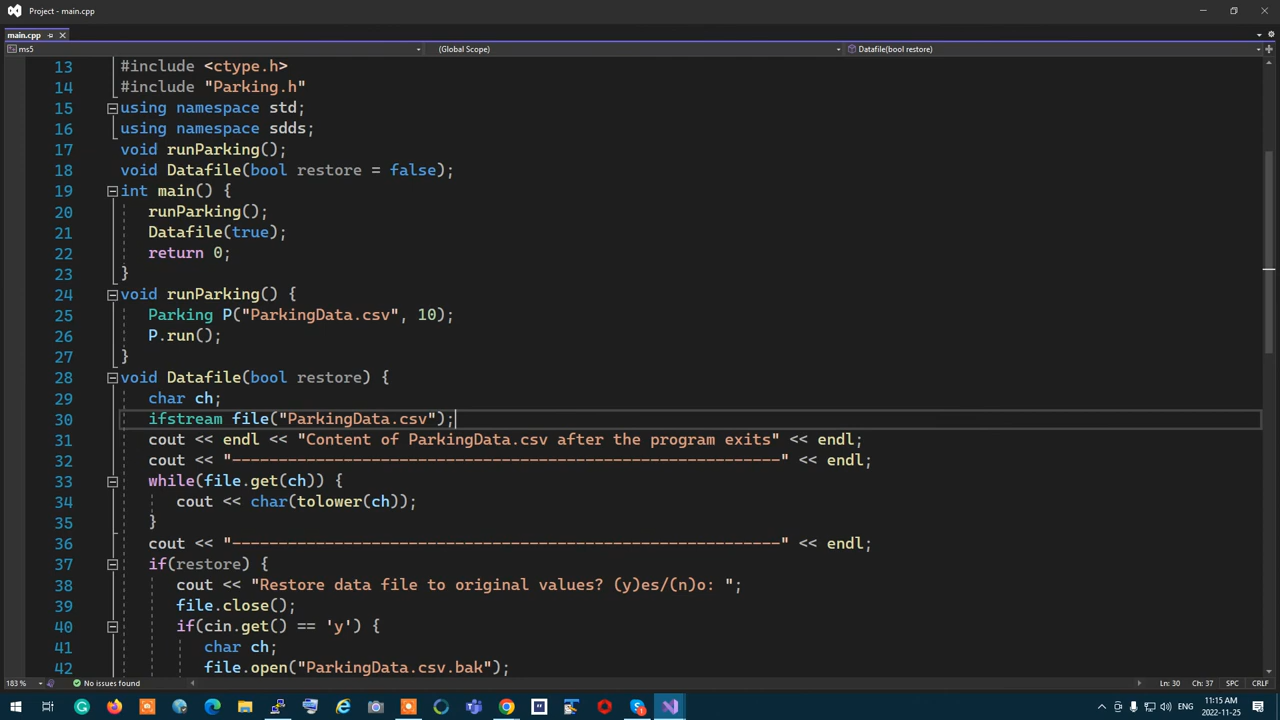 Project - main.cpp
main.cpp
ms5
(Global Scope)
Datafile(bool restore)
13 #include <ctype.h>
14 #include "Parking.h"
15 using namespace std;
16 using namespace sdds;
17 void runParking();
18 void Datafile(bool restore = false);
19 int main() {
20 runParking();
21 Datafile(true);
22 return 0;
23 }
24 void runParking() {
25 Parking P("ParkingData.csv", 10);
26 P.run();
27 }
28 void Datafile(bool restore) {
29 char ch;
30 ifstream file("ParkingData.csv");
31 cout << endl << "Content of ParkingData.csv after the program exits" << endl;
32 cout << "-----------------------------------------------------------" << endl;
33 while(file.get(ch)) {
34 cout << char(tolower(ch));
35 }
36 cout << "-----------------------------------------------------------" << endl;
37 if(restore) {
38 cout << "Restore data file to original values? (y)es/(n)o: ";
39 file.close();
40 if(cin.get() == 'y') {
41 char ch;
42 file.open("ParkingData.csv.bak");
183 %
No issues found
Ln: 30
Ch: 37
SPC
CRLF
ENG
11:15 AM
2022-11-25